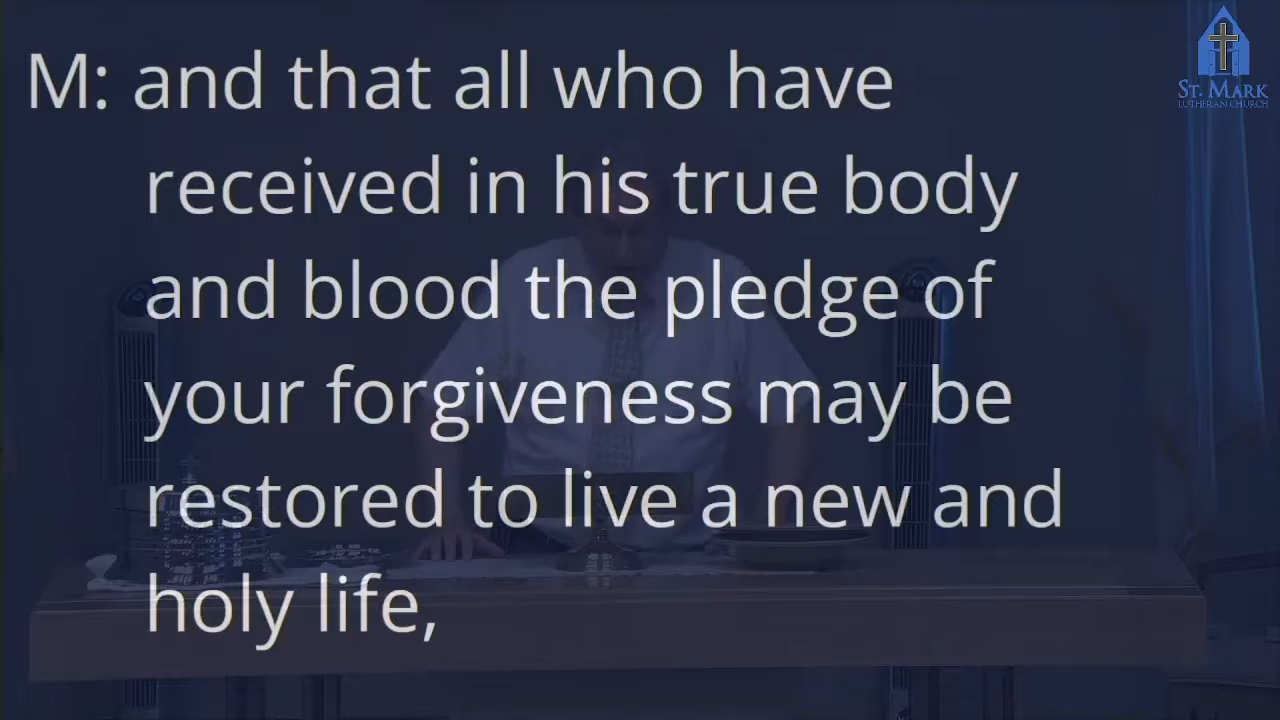 M: and that all who have
received in his true body
and blood the pledge of
your forgiveness may be
restored to live a new and
holy life,
ST. MARK
LUTHERAN CHURCH